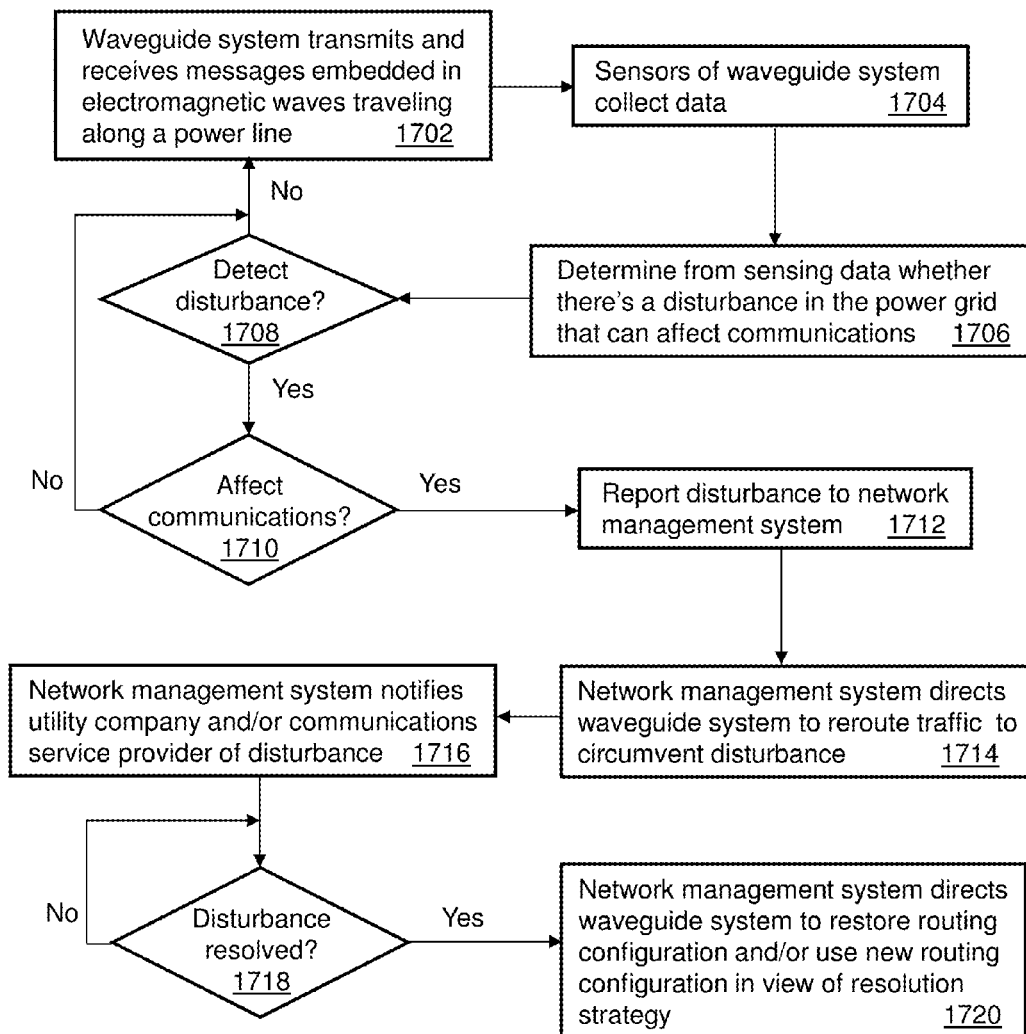 Waveguide system transmits and
receives messages embedded in
electromagnetic waves traveling
along a power line 1702
Sensors of waveguide system
collect data 1704
No
Detect
disturbance?
1708
Determine from sensing data whether
there's a disturbance in the power grid
that can affect communications 1706
Yes
No
Affect
communications?
1710
Yes
Report disturbance to network
management system 1712
Network management system notifies
utility company and/or communications
service provider of disturbance 1716
Network management system directs
waveguide system to reroute traffic to
circumvent disturbance 1714
No
Disturbance
resolved?
1718
Yes
Network management system directs
waveguide system to restore routing
configuration and/or use new routing
configuration in view of resolution
strategy 1720